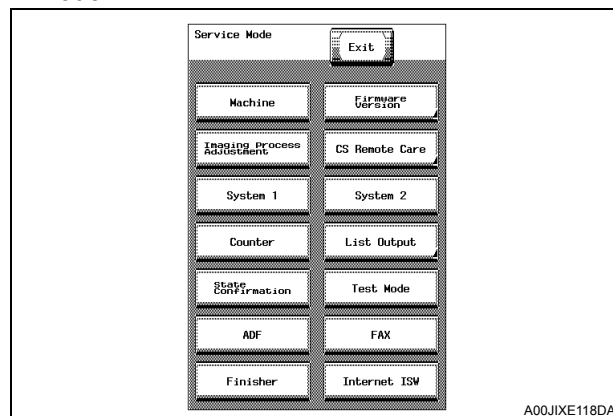 Service Mode
Exit
Machine
Firmware
Version
Imaging Process
Adjustment
CS Remote Care
System 1
System 2
Counter
List Output
State
Confirmation
Test Mode
ADF
FAX
Finisher
Internet ISW
A00JIXE118DA